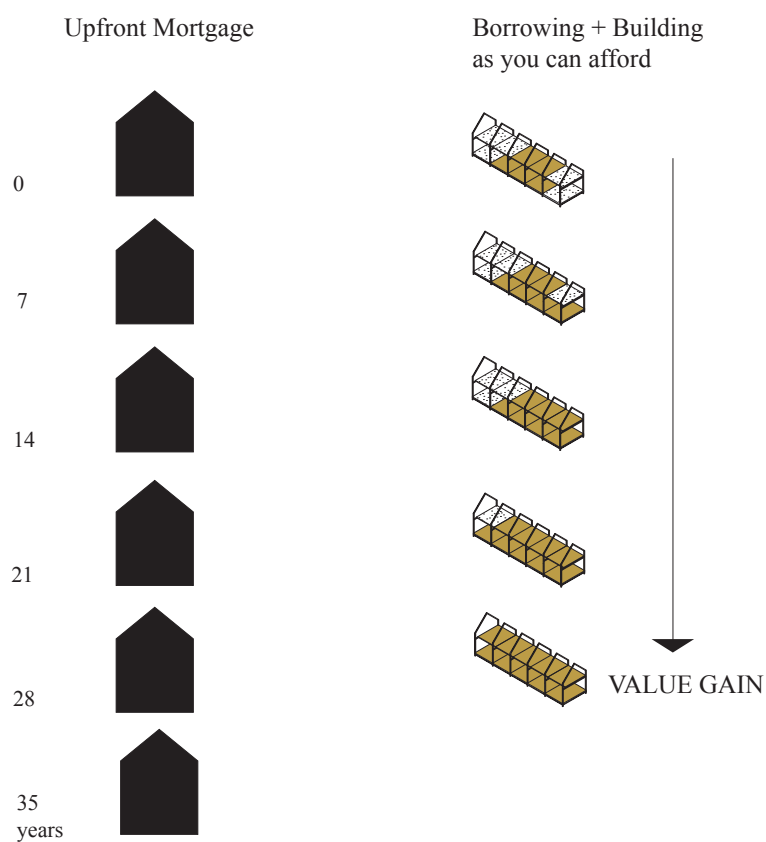 Upfront Mortgage
Borrowing + Building
as you can afford
0
7
14
21
28
VALUE GAIN
35
years